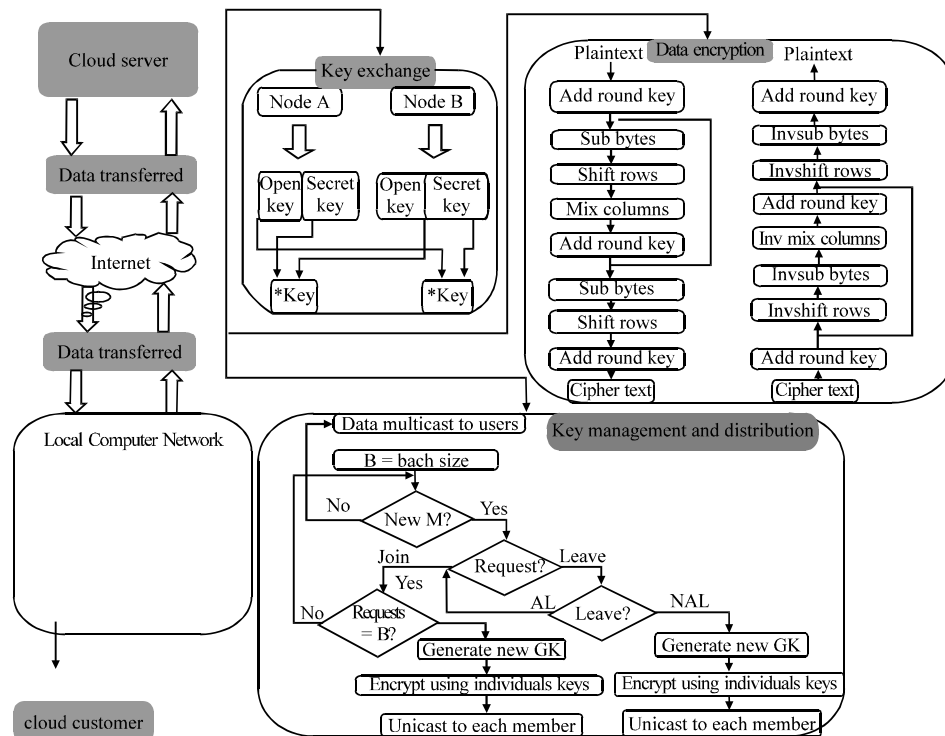 Cloud server
Data transferred
Internet
Data transferred
Local Computer Network
cloud customer
Key exchange
Node A
Node B
Open
key
Secret
key
Open
key
Secret
key
*Key
*Key
Data encryption
Plaintext
Add round key
Sub bytes
Shift rows
Mix columns
Add round key
Sub bytes
Shift rows
Add round key
Cipher text
Plaintext
Add round key
Invsub bytes
Invshift rows
Add round key
Inv mix columns
Invsub bytes
Invshift rows
Add round key
Cipher text
Key management and distribution
Data multicast to users
B = bach size
No
New M?
Yes
Join
Request?
Leave
Yes
No
Requests
= B?
AL
Leave?
NAL
Generate new GK
Encrypt using individuals keys
Unicast to each member
Generate new GK
Encrypt using individuals keys
Unicast to each member